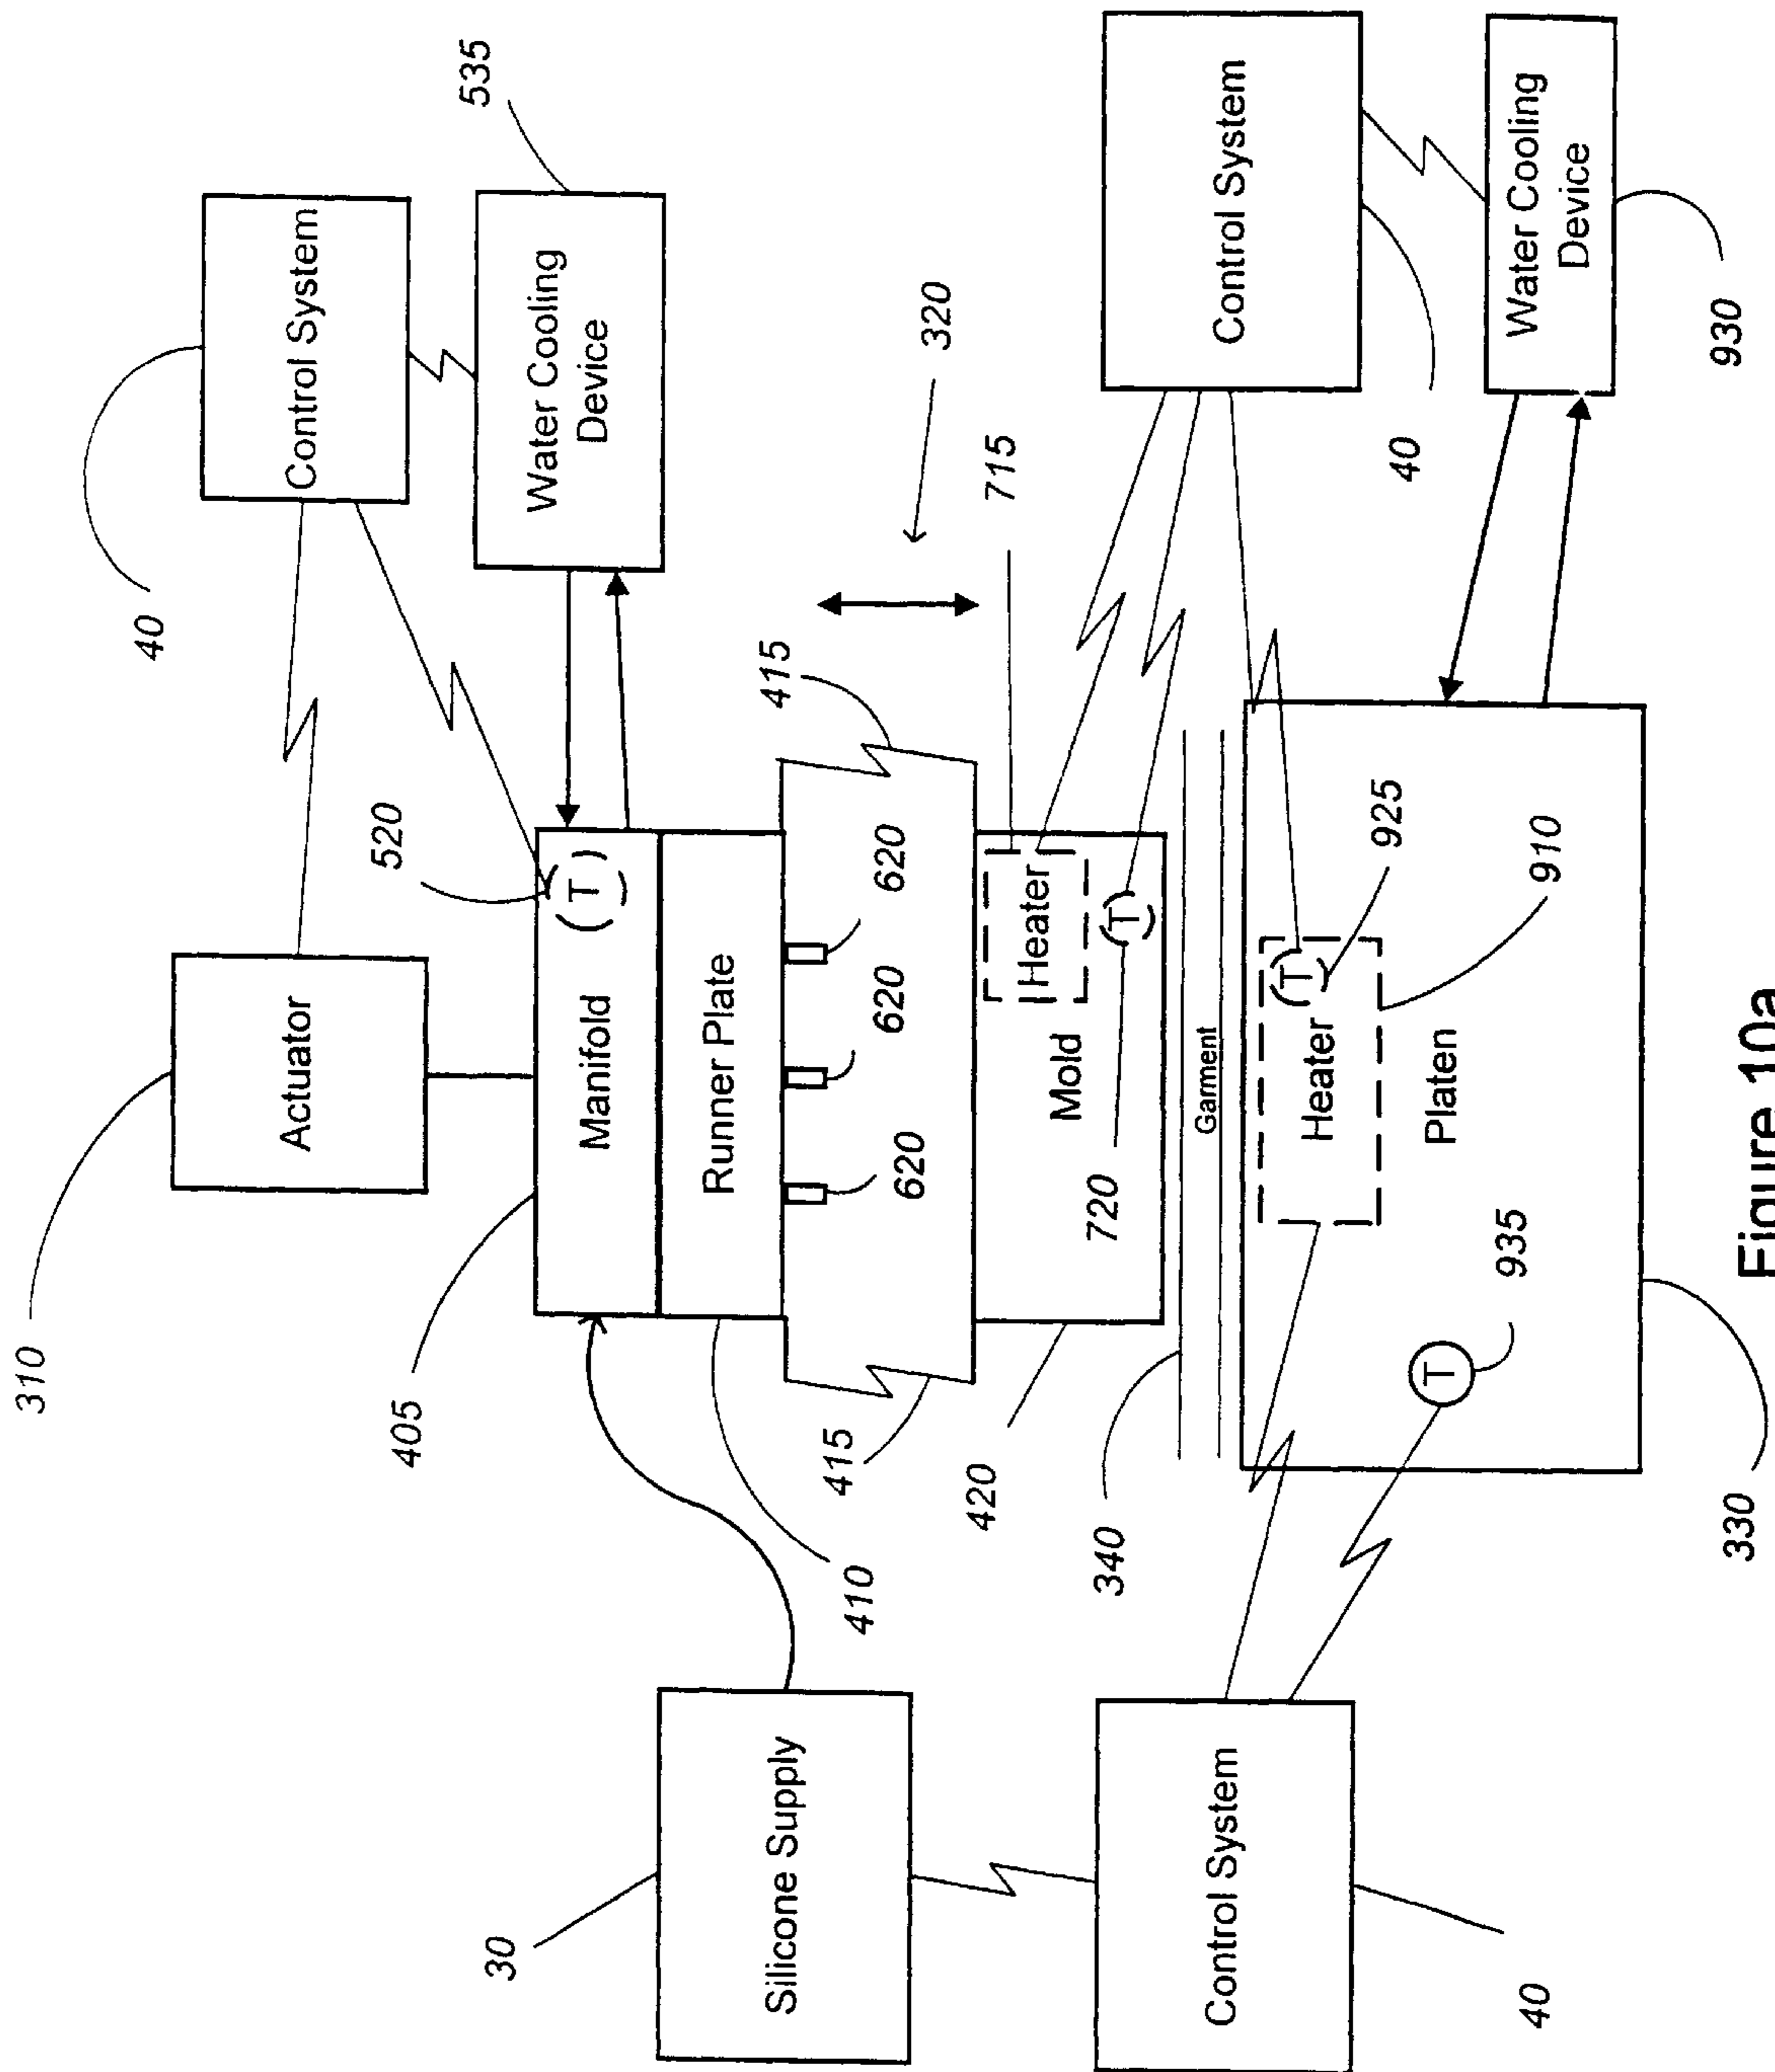 310
Actuator
40
Control System
535
Water Cooling
Device
520
405
Manifold
(T)
Runner Plate
410
415
415
620
620
620
320
715
Heater
Mold
T
720
420
340
Garment
Heater
T
925
910
Platen
T
935
330
30
Silicone Supply
Control System
40
Control System
40
Water Cooling
Device
930
Figure 10a